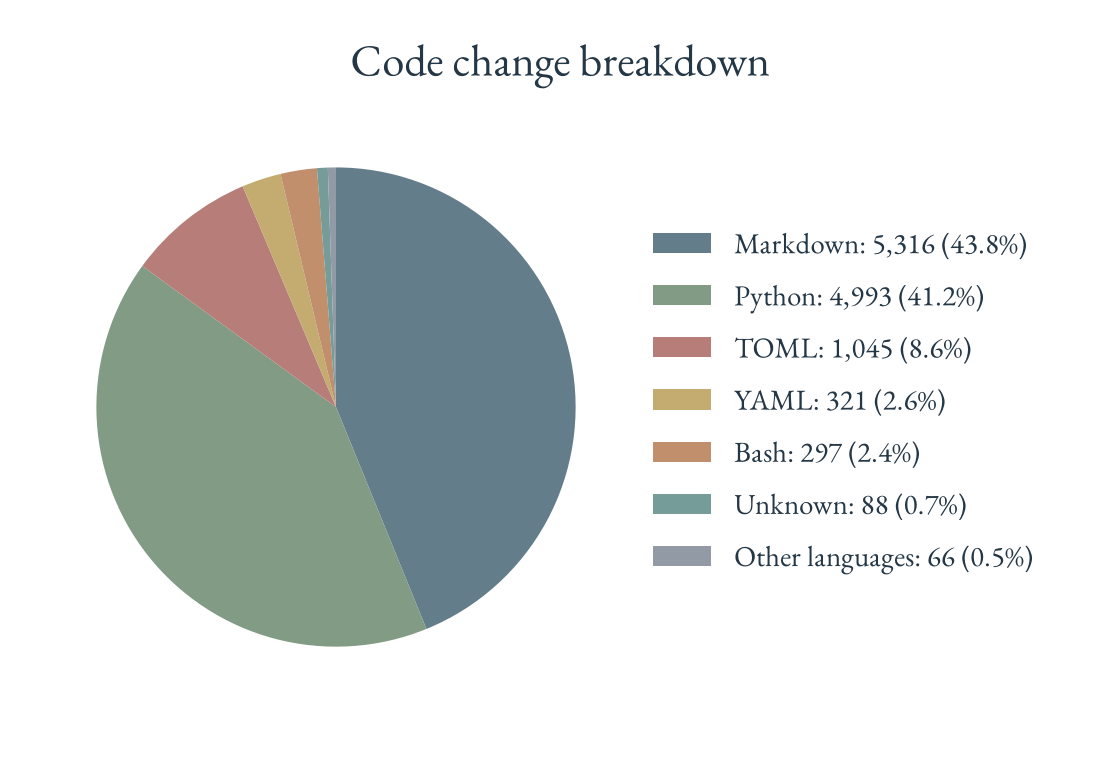 Code change breakdown
Markdown: 5,316 (43.8%)
Python: 4,993 (41.2%)
TOML: 1,045 (8.6%)
YAML: 321 (2.6%)
Bash: 297 (2.4%)
Unknown: 88 (0.7%)
Other languages: 66 (0.5%)